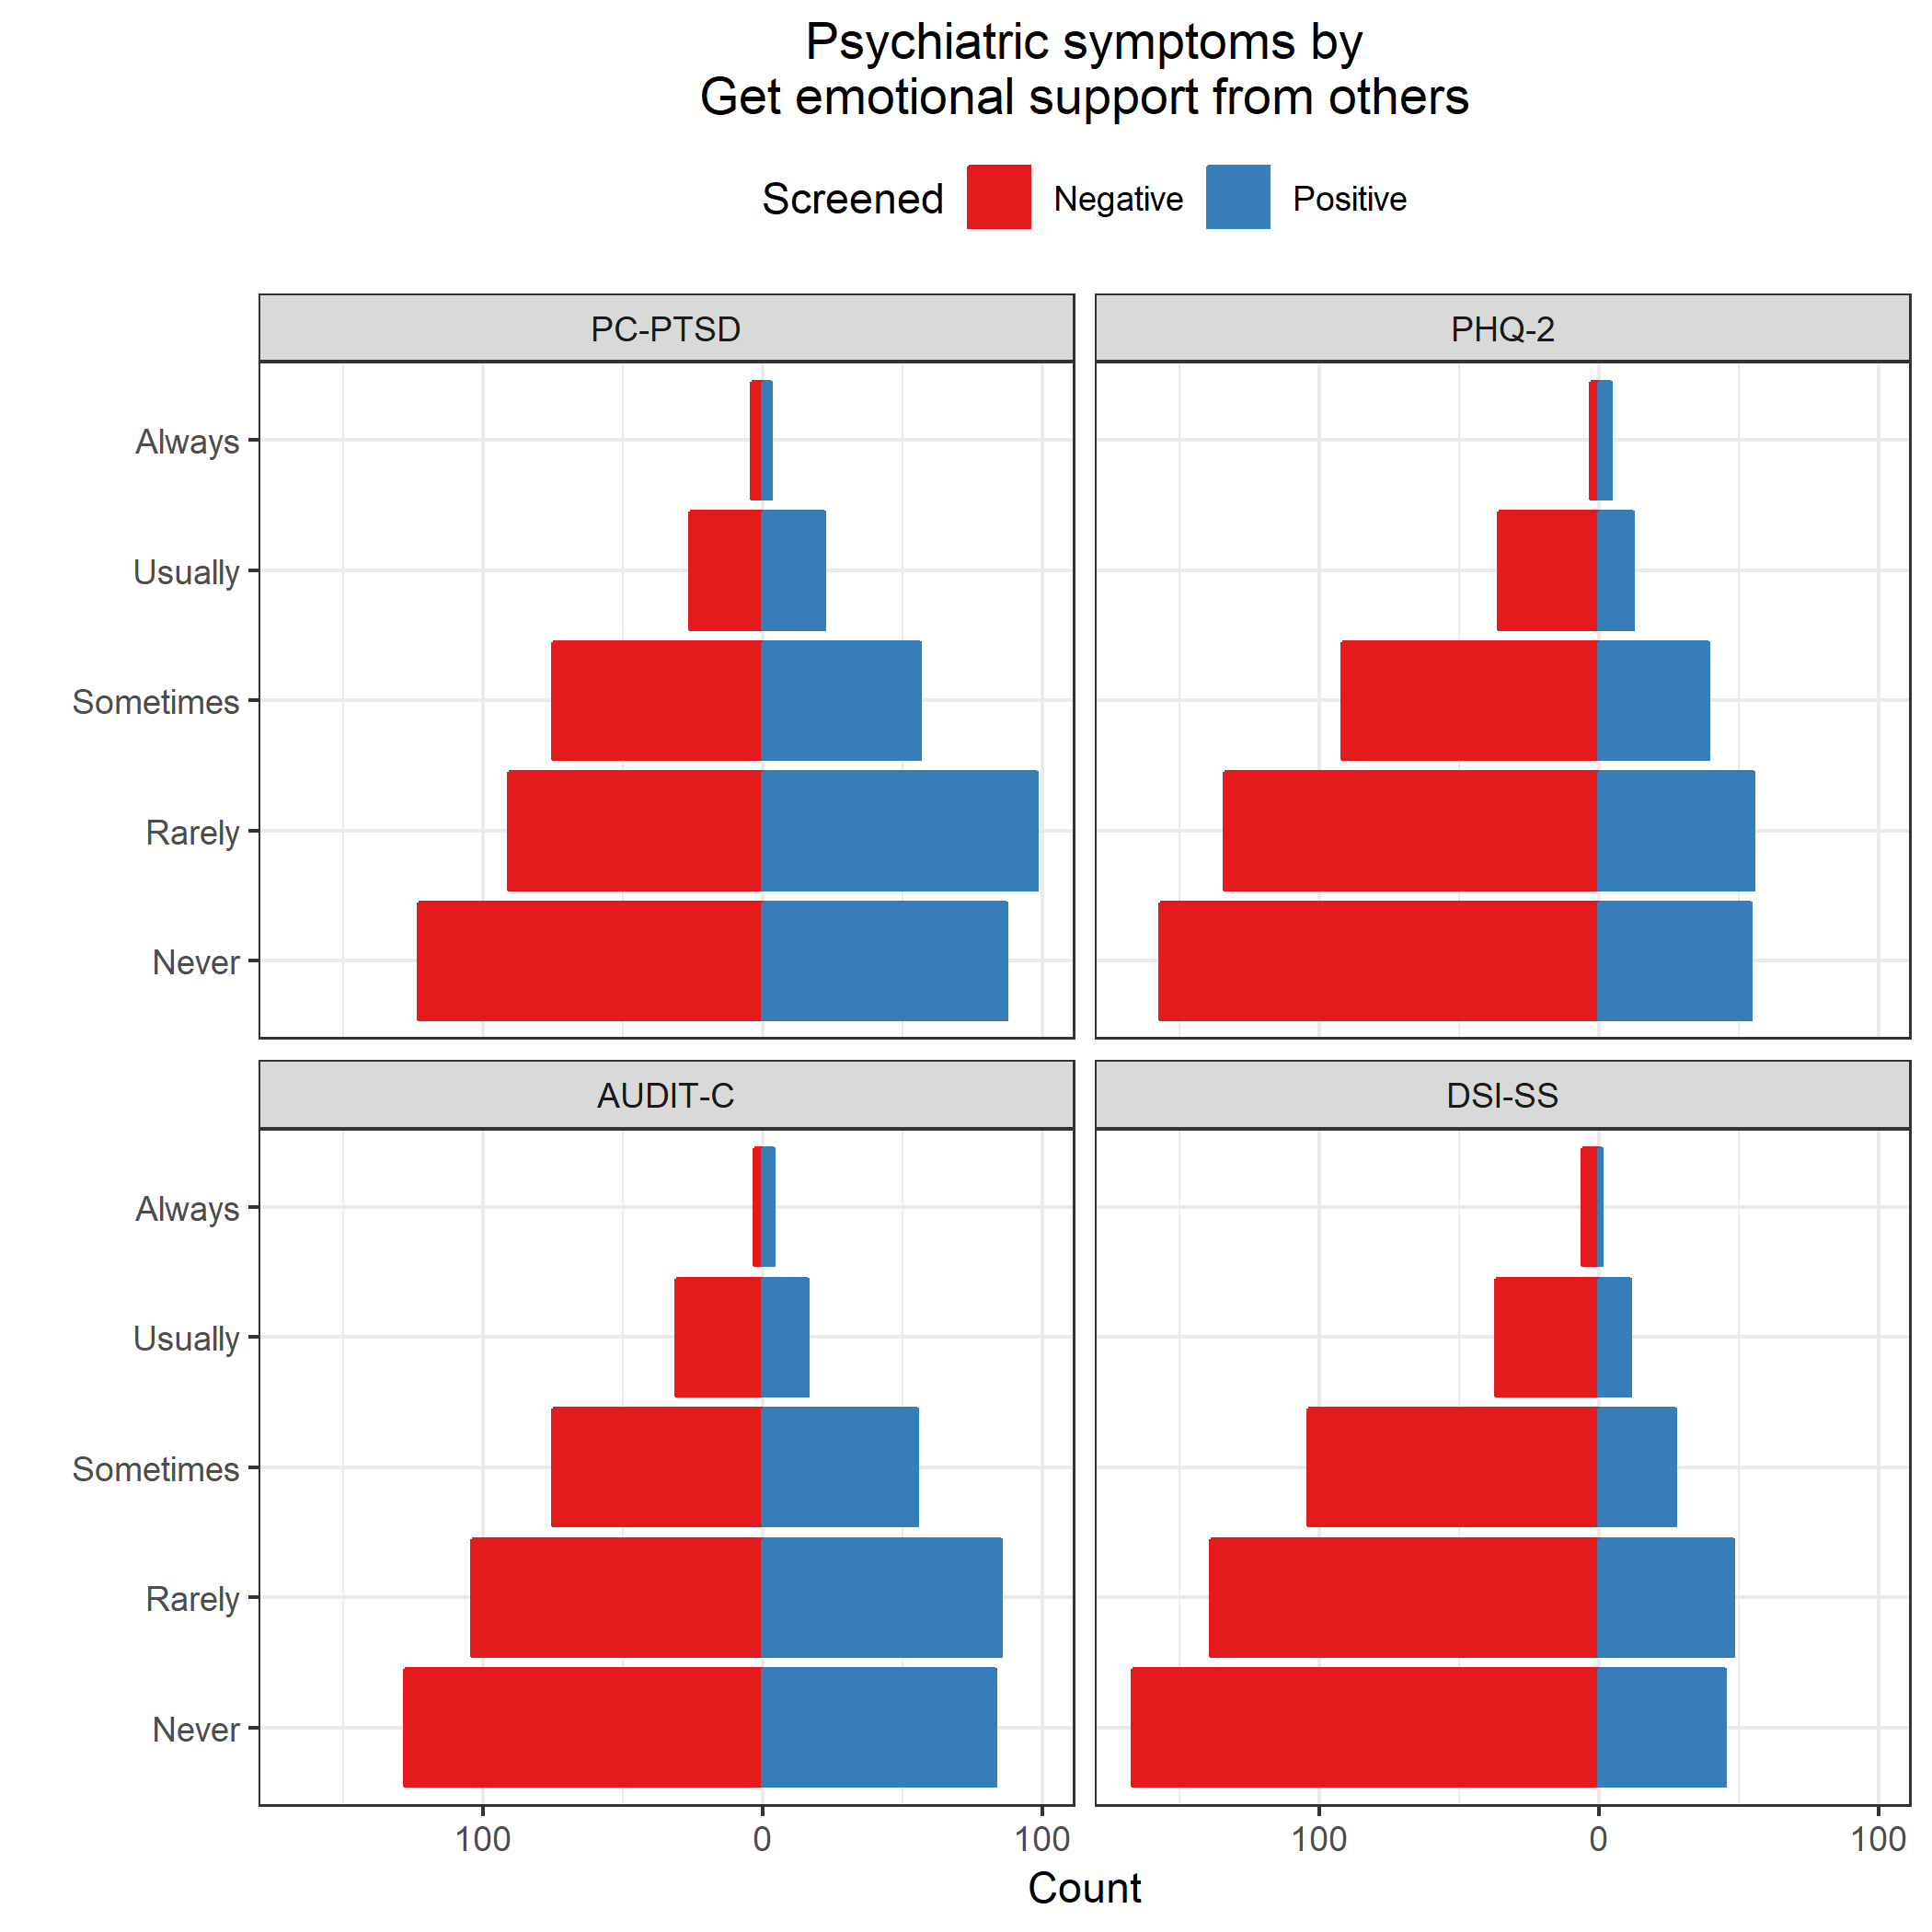 Psychiatric symptoms by
Get emotional support from others
Screened Negative Positive
PC-PTSD PHQ-2
Always
Usually
Sometimes
Rarely
Never
AUDIT-C DSI-SS
Always
Usually
Sometimes
Rarely
Never
100 0 100 100 0 100
Count